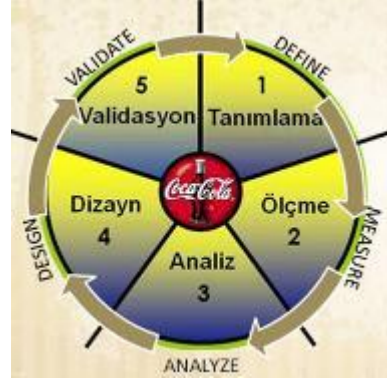 VALIDATE
DEFINE
5
Validasyon
1
Tanımlama
Coca-Cola
Dizayn
4
Ölçme
2
Analiz
3
DESIGN
MEASURE
ANALYZE